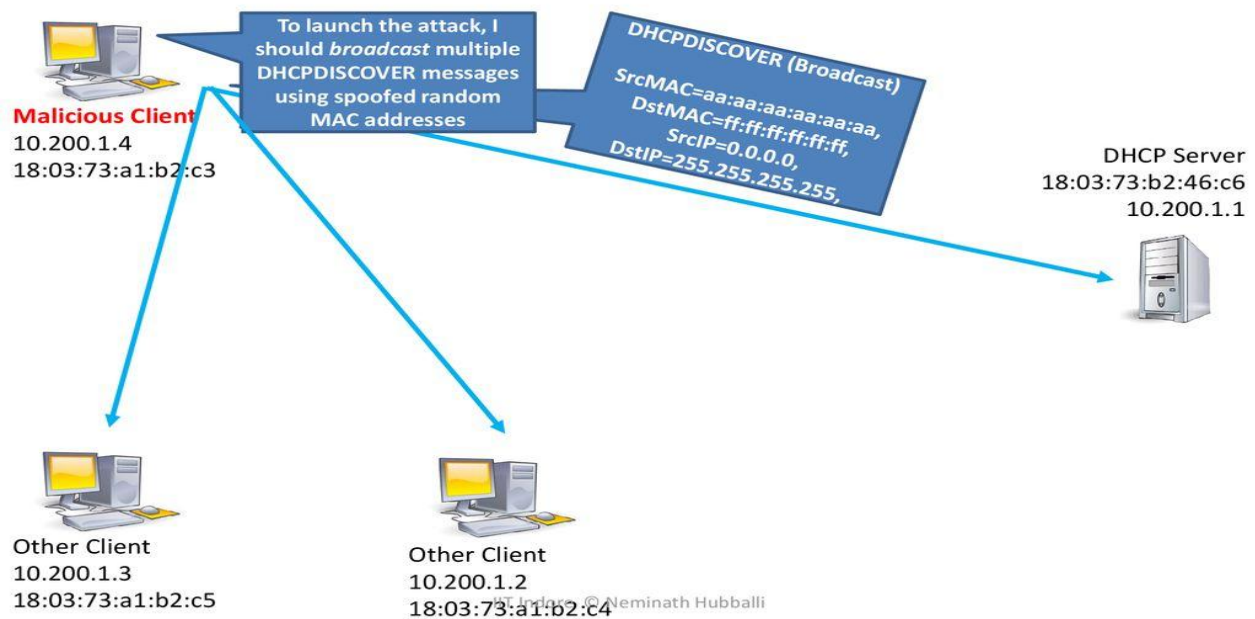 To launch the attack, I
should broadcast multiple
DHCPDISCOVER messages
using spoofed random
MAC addresses
DHCPDISCOVER (Broadcast)
SrcMAC=aa:aa:aa:aa:aa:aa,
DstMAC=ff:ff:ff:ff:ff:ff,
SrcIP=0.0.0.0,
DstIP=255.255.255.255,
Malicious Client
10.200.1.4
18:03:73:a1:b2:c3
DHCP Server
18:03:73:b2:46:c6
10.200.1.1
Other Client
10.200.1.3
18:03:73:a1:b2:c5
Other Client
10.200.1.2
18:03:73:a1:b2:c4
IIT Indore © Neminath Hubballi